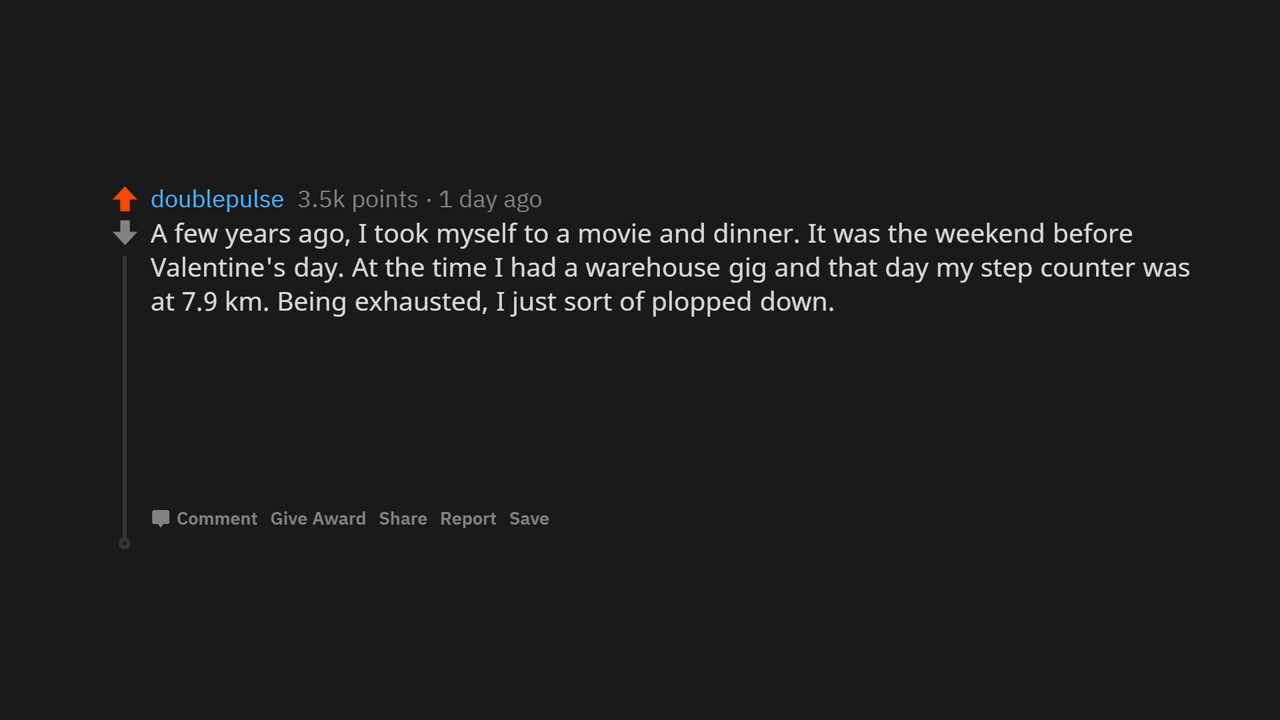 doublepulse 3.5k points · 1 day ago
A few years ago, I took myself to a movie and dinner. It was the weekend before
Valentine's day. At the time I had a warehouse gig and that day my step counter was
at 7.9 km. Being exhausted, I just sort of plopped down.
Comment Give Award Share Report Save